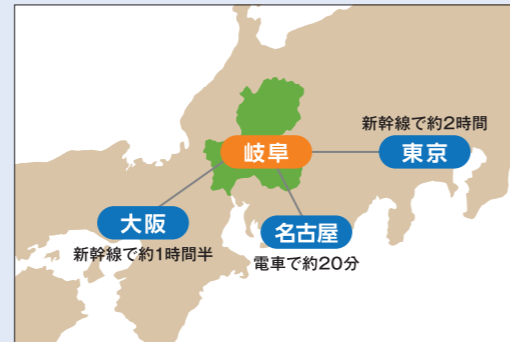 新幹線で約2時間
岐阜
東京
大阪
新幹線で約1時間半
名古屋
電車で約20分